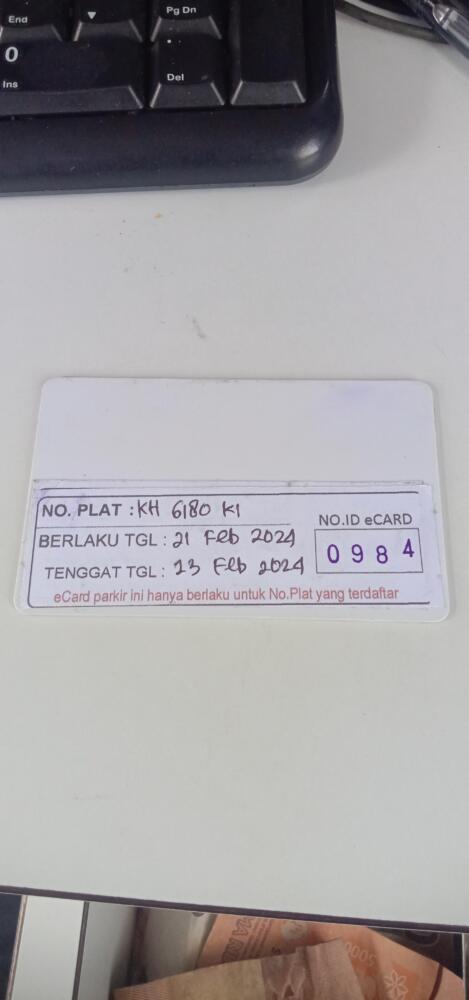 End
Pg Dn
0
Ins
Del
NO. PLAT : KH 6180 KI
BERLAKU TGL : 21 Feb 2024
TENGGAT TGL : 23 Feb 2024
NO.ID eCARD
0984
eCard parkir ini hanya berlaku untuk No.Plat yang terdaftar
5000